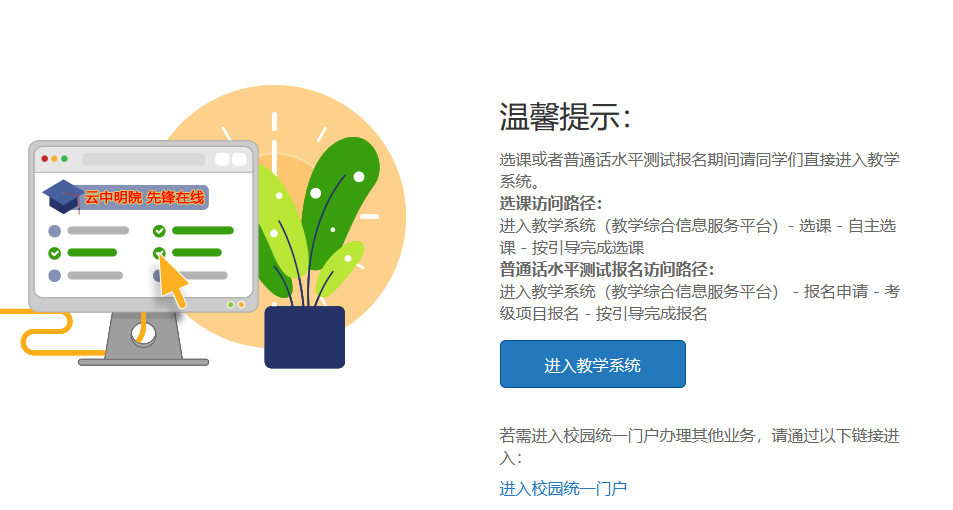 云中明院 先锋在线
温馨提示：
选课或者普通话水平测试报名期间请同学们直接进入教学
系统。
选课访问路径：
进入教学系统（教学综合信息服务平台）- 选课 - 自主选
课 - 按引导完成选课
普通话水平测试报名访问路径：
进入教学系统（教学综合信息服务平台） - 报名申请 - 考
级项目报名 - 按引导完成报名
进入教学系统
若需进入校园统一门户办理其他业务，请通过以下链接进
入：
进入校园统一门户